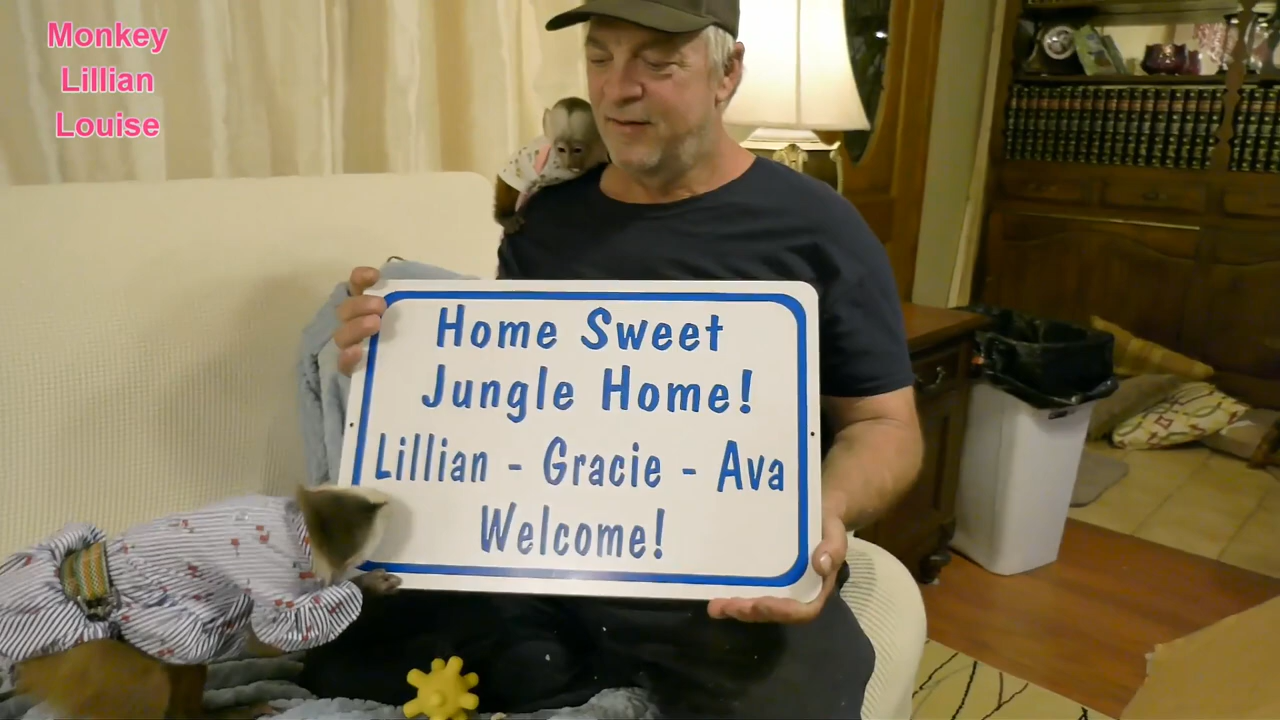 Monkey
Lillian
Louise
Home Sweet
Jungle Home!
Lillian - Gracie - Ava
Welcome!